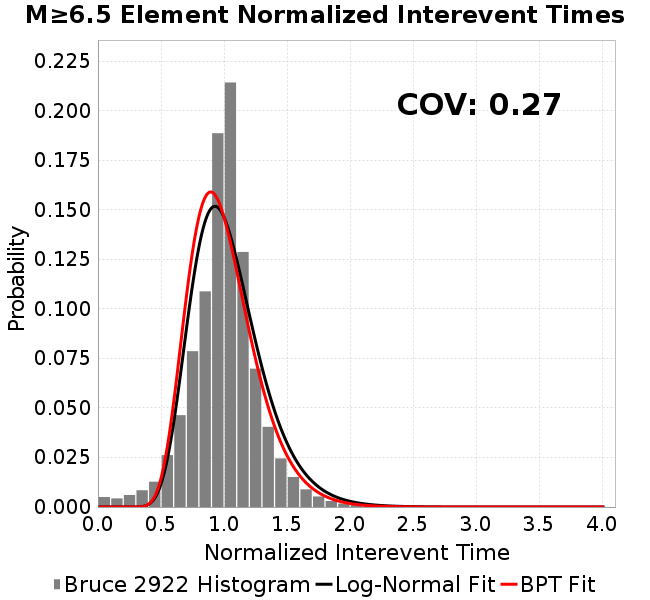 M≥6.5 Element Normalized Interevent Times
COV: 0.27
Probability
0.225
0.200
0.175
0.150
0.125
0.100
0.075
0.050
0.025
0.000
0.0 0.5 1.0 1.5 2.0 2.5 3.0 3.5 4.0
Normalized Interevent Time
Bruce 2922 Histogram Log-Normal Fit BPT Fit